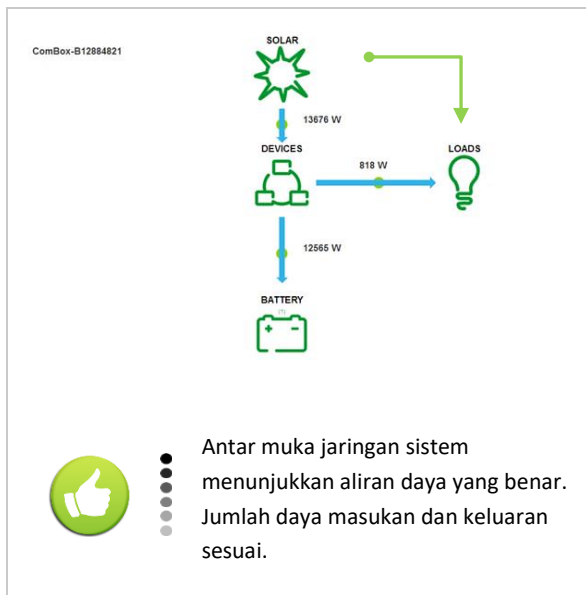 SOLAR
ComBox-B12884821
13676 W
DEVICES
LOADS
818 W
12565 W
BATTERY
(1)
Antar muka jaringan sistem
menunjukkan aliran daya yang benar.
Jumlah daya masukan dan keluaran
sesuai.